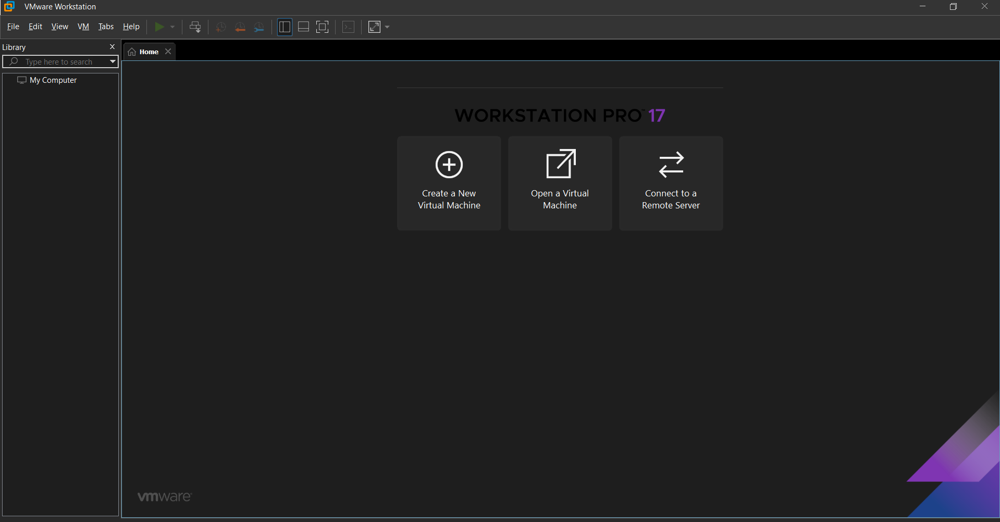 VMware Workstation
File Edit View VM Tabs Help
Library
Type here to search
My Computer
Home
WORKSTATION PRO™ 17
Create a New
Virtual Machine
Open a Virtual
Machine
Connect to a
Remote Server
vmware®